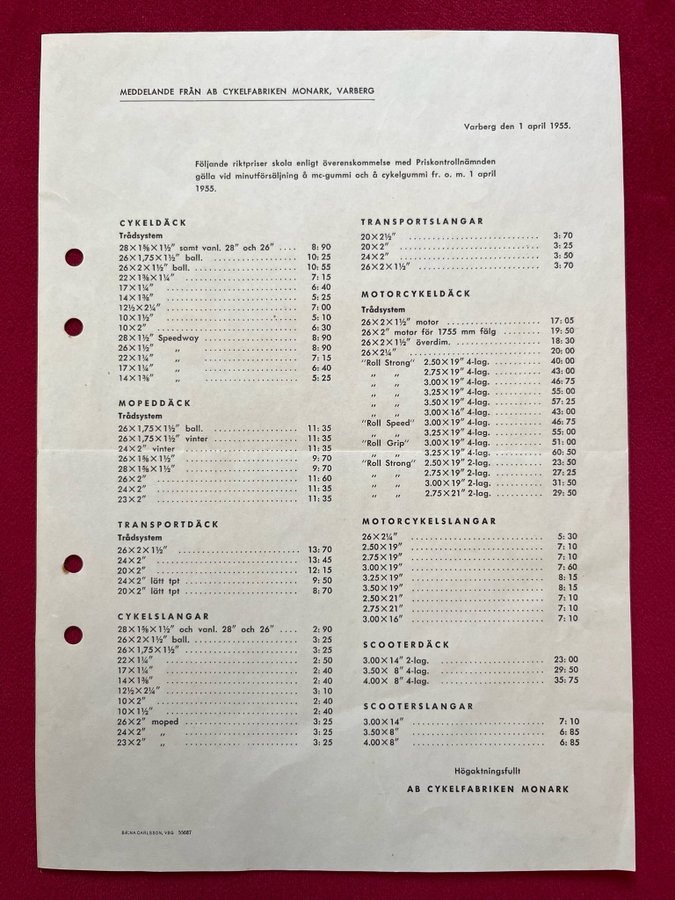 MEDDELANDE FRÅN AB CYKELFABRIKEN MONARK, VARBERG
Varberg den 1 april 1955.
Följande riktpriser skola enligt överenskommelse med Priskontrollnämnden
gälla vid minutförsäljning å mc-gummi och å cykelgummi fr. o. m. 1 april
1955.
CYKELDÄCK
Trådsystem
28×1⅝×1½" samt vanl. 28" och 26" .... 8: 90
26×1,75×1½" ball. .... 10: 25
26×2×1½" ball. .... 10: 55
22×1⅜×1¼" .... 7: 15
17×1¼" .... 6: 40
14×1⅜" .... 5: 25
12½×2¼" .... 7: 00
10×1½" .... 5: 10
10×2" .... 6: 30
28×1½" Speedway .... 8: 90
26×1½" „ .... 8: 90
22×1¼" „ .... 7: 15
17×1¼" „ .... 6: 40
14×1⅜" „ .... 5: 25
MOPEDDÄCK
Trådsystem
26×1,75×1½" ball. .... 11: 35
26×1,75×1½" vinter .... 11: 35
24×2" vinter .... 11: 35
26×1⅝×1½" .... 9: 70
28×1⅝×1½" .... 9: 70
26×2" .... 11: 60
24×2" .... 11: 35
23×2" .... 11: 35
TRANSPORTDÄCK
Trådsystem
26×2×1½" .... 13: 70
24×2" .... 13: 45
20×2" .... 12: 15
24×2" lätt tpt .... 9: 50
20×2" lätt tpt .... 8: 70
CYKELSLANGAR
28×1⅝×1½" och vanl. 28" och 26" .... 2: 90
26×2×1½" ball. .... 3: 25
26×1,75×1½" .... 3: 25
22×1¼" .... 2: 50
17×1¼" .... 2: 40
14×1⅜" .... 2: 40
12½×2¼" .... 3: 10
10×2" .... 2: 40
10×1½" .... 2: 40
26×2" moped .... 3: 25
24×2" „ .... 3: 25
23×2" „ .... 3: 25
TRANSPORTSLANGAR
20×2½" .... 3: 70
20×2" .... 3: 25
24×2" .... 3: 50
26×2×1½" .... 3: 70
MOTORCYKELDÄCK
Trådsystem
26×2×1½" motor .... 17: 05
26×2" motor för 1755 mm fälg .... 19: 50
26×2×1½" överdim. .... 18: 30
26×2¼" .... 20: 00
"Roll Strong" 2.50×19" 4-lag. .... 40: 00
„ „ 2.75×19" 4-lag. .... 43: 00
„ „ 3.00×19" 4-lag. .... 46: 75
„ „ 3.25×19" 4-lag. .... 55: 00
„ „ 3.50×19" 4-lag. .... 57: 25
„ „ 3.00×16" 4-lag. .... 43: 00
"Roll Speed" 3.00×19" 4-lag. .... 46: 75
„ „ 3.25×19" 4-lag. .... 55: 00
"Roll Grip" 3.00×19" 4-lag. .... 51: 00
„ „ 3.25×19" 4-lag. .... 60: 50
"Roll Strong" 2.50×19" 2-lag. .... 23: 50
„ „ 2.75×19" 2-lag. .... 27: 25
„ „ 3.00×19" 2-lag. .... 31: 50
„ „ 2.75×21" 2-lag. .... 29: 50
MOTORCYKELSLANGAR
26×2¼" .... 5: 30
2.50×19" .... 7: 10
2.75×19" .... 7: 10
3.00×19" .... 7: 60
3.25×19" .... 8: 15
3.50×19" .... 8: 15
2.50×21" .... 7: 10
2.75×21" .... 7: 10
3.00×16" .... 7: 10
SCOOTERDÄCK
3.00×14" 2-lag. .... 23: 00
3.50× 8" 4-lag. .... 29: 50
4.00× 8" 4-lag. .... 35: 75
SCOOTERSLANGAR
3.00×14" .... 7: 10
3.50×8" .... 6: 85
4.00×8" .... 6: 85
Högaktningsfullt
AB CYKELFABRIKEN MONARK
CARLSSON, VBG